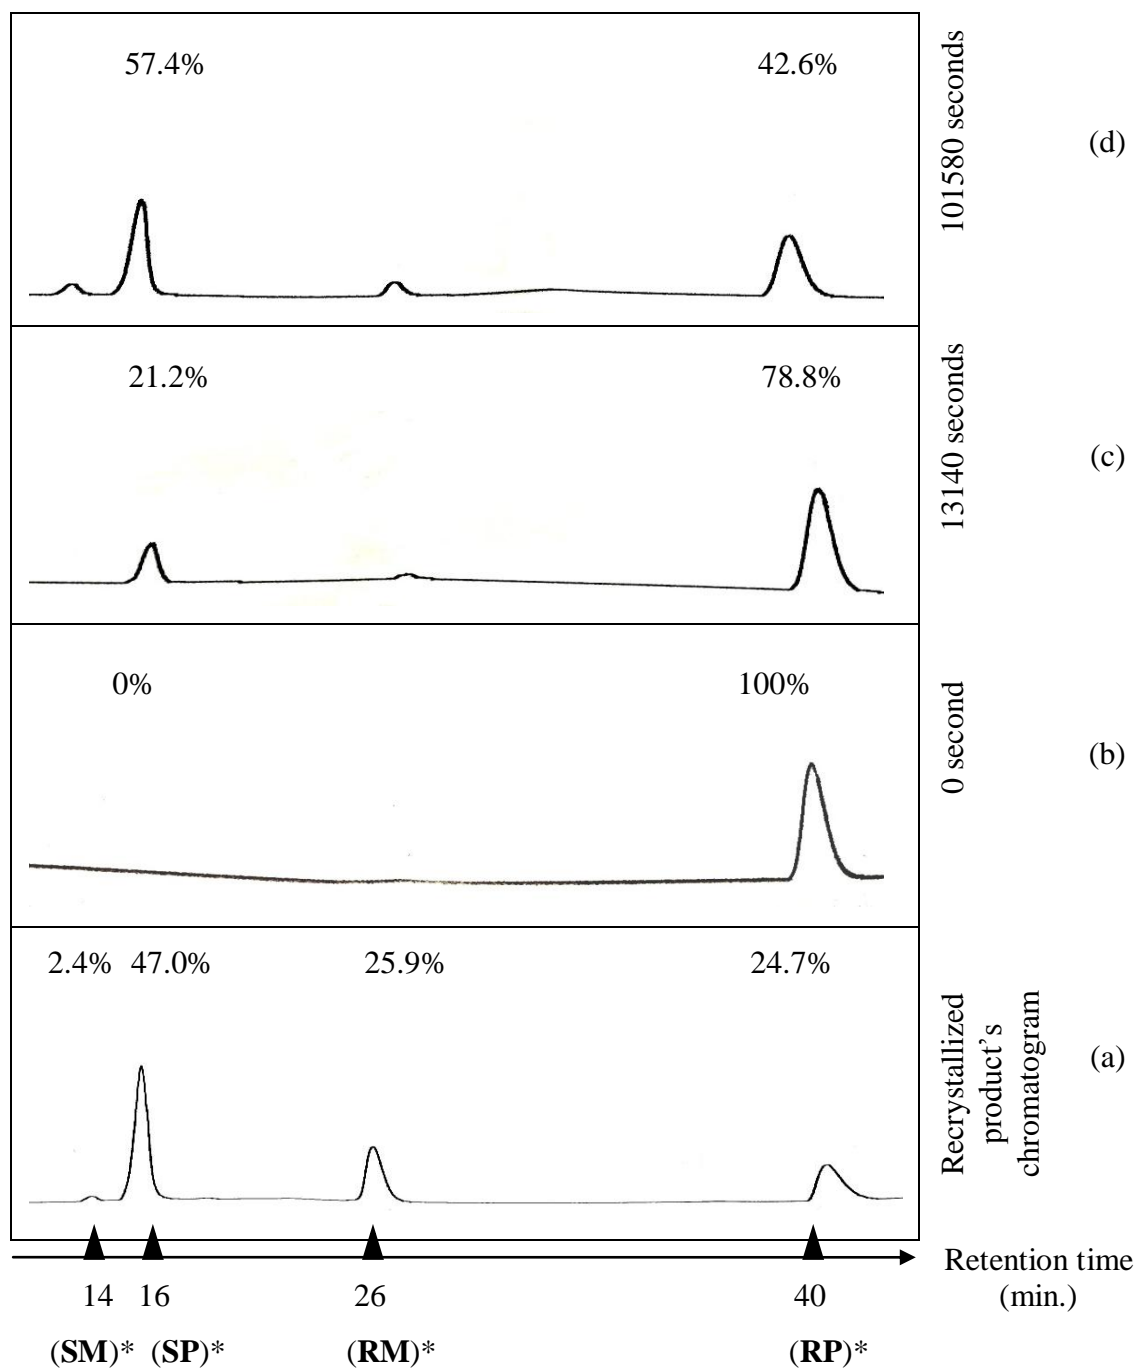 57.4% 42.6%
101580 seconds
(d)
21.2% 78.8%
13140 seconds
(c)
0% 100%
0 second
(b)
2.4% 47.0% 25.9% 24.7%
Recrystallized
product’s
chromatogram
(a)
Retention time
(min.)
14 16 26 40
(SM)* (SP)* (RM)* (RP)*